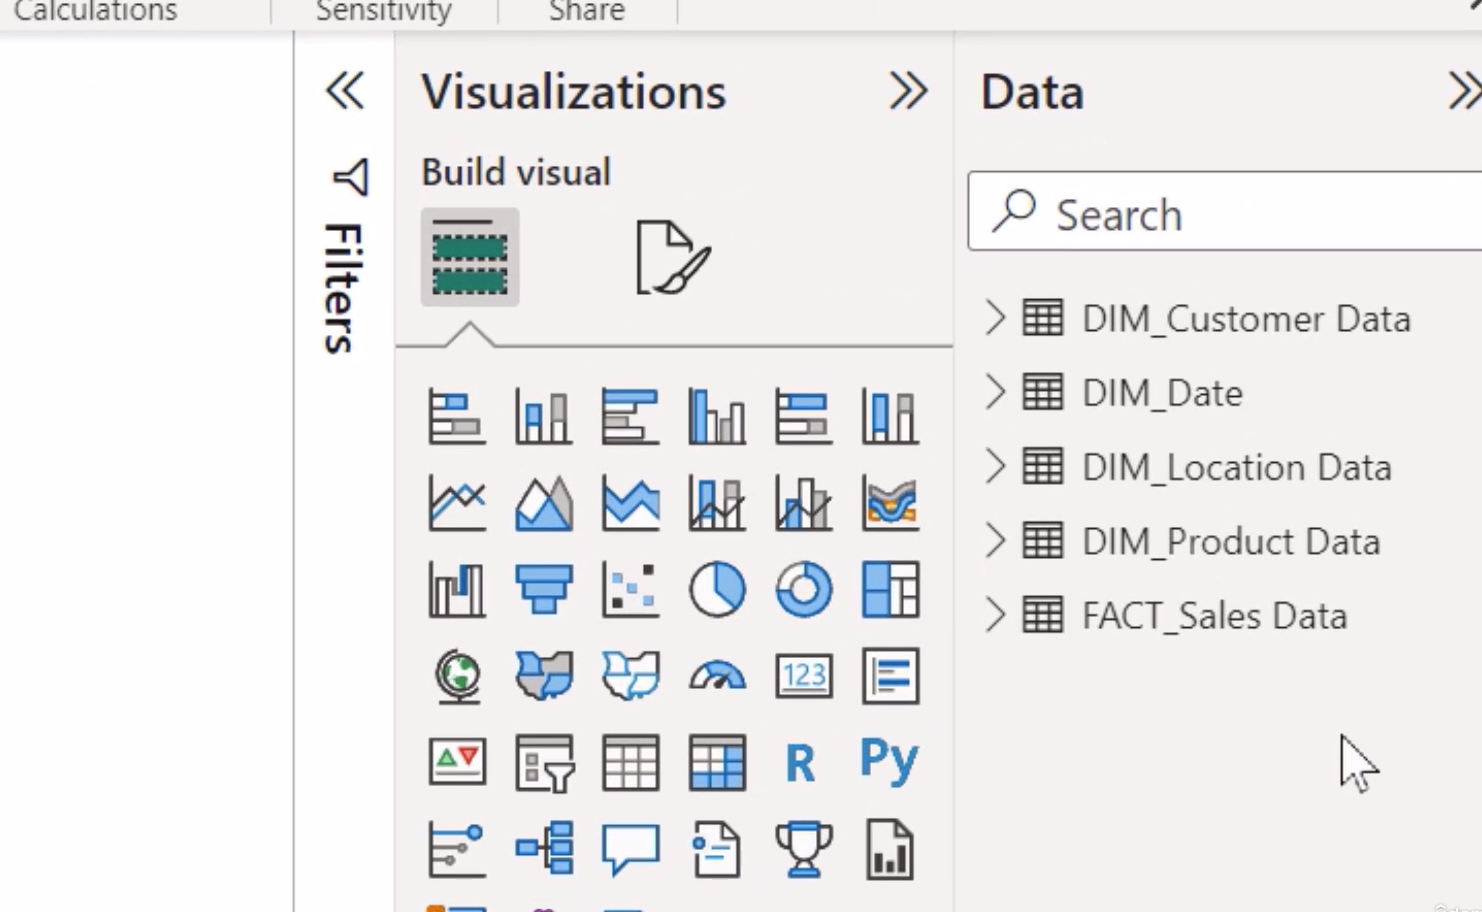 Calculations
Sensitivity
Share
Filters
Visualizations
Build visual
123
R
Py
Data
Search
DIM_Customer Data
DIM_Date
DIM_Location Data
DIM_Product Data
FACT_Sales Data